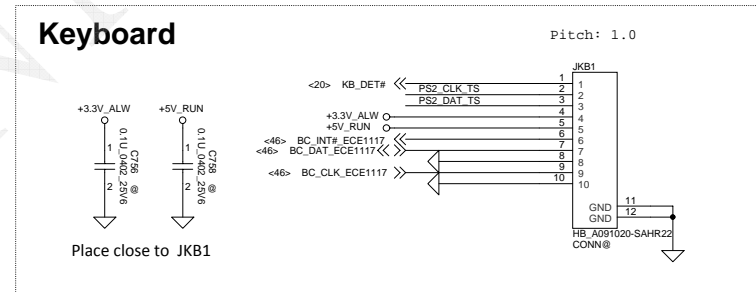 Keyboard
Pitch: 1.0
JKB1
<20> KB_DET#
PS2_CLK_TS
PS2_DAT_TS
+3.3V_ALW
+5V_RUN
<46> BC_INT#_ECE1117
<46> BC_DAT_ECE1117
<46> BC_CLK_ECE1117
1 1
2 2
3 3
4 4
5 5
6 6
7 7
8 8
9 9
10 10
GND 11
GND 12
HB_A091020-SAHR22
CONN@
+3.3V_ALW
+5V_RUN
1
2
0.1U_0402_25V6
C756
@
1
2
0.1U_0402_25V6
C758
@
Place close to JKB1